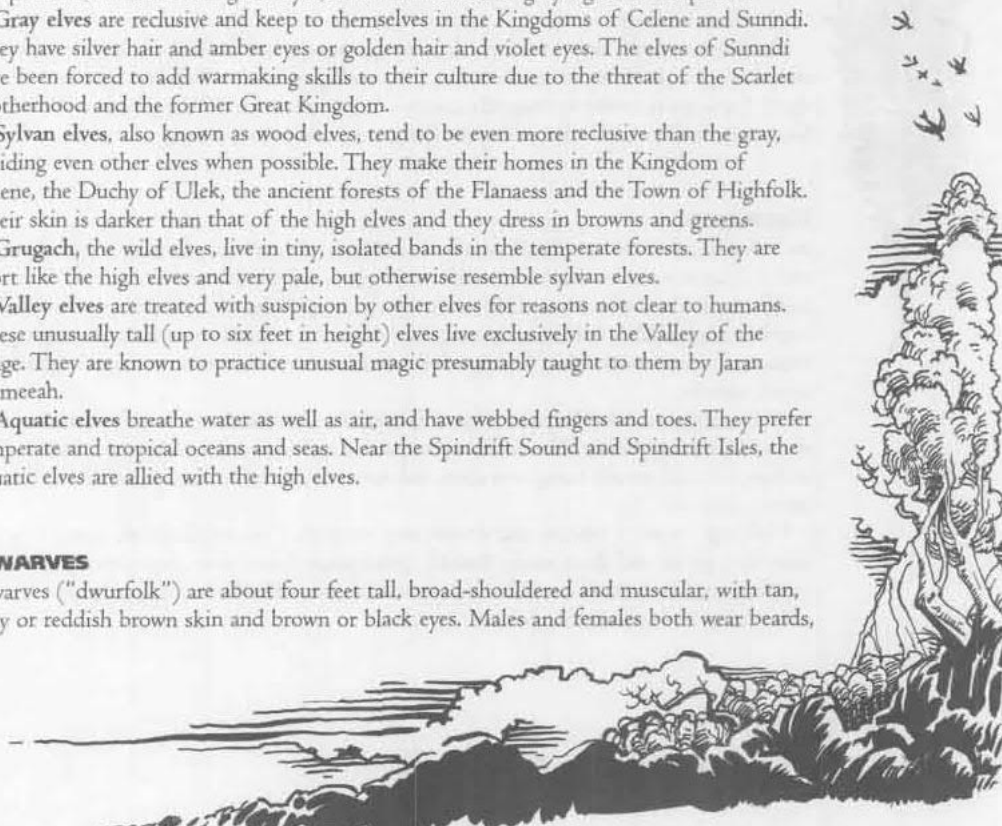 Gray elves are reclusive and keep to themselves in the Kingdoms of Celene and Sunndi.
ey have silver hair and amber eyes or golden hair and violet eyes. The elves of Sunndi
e been forced to add warmaking skills to their culture due to the threat of the Scarlet
otherhood and the former Great Kingdom.
Sylvan elves, also known as wood elves, tend to be even more reclusive than the gray,
iding even other elves when possible. They make their homes in the Kingdom of
ene, the Duchy of Ulek, the ancient forests of the Flanaess and the Town of Highfolk.
eir skin is darker than that of the high elves and they dress in browns and greens.
Grugach, the wild elves, live in tiny, isolated bands in the temperate forests. They are
rt like the high elves and very pale, but otherwise resemble sylvan elves.
Valley elves are treated with suspicion by other elves for reasons not clear to humans.
ese unusually tall (up to six feet in height) elves live exclusively in the Valley of the
ge. They are known to practice unusual magic presumably taught to them by Jaran
meeah.
Aquatic elves breathe water as well as air, and have webbed fingers and toes. They prefer
perate and tropical oceans and seas. Near the Spindrift Sound and Spindrift Isles, the
atic elves are allied with the high elves.
WARVES
varves ("dwurfolk") are about four feet tall, broad-shouldered and muscular, with tan,
y or reddish brown skin and brown or black eyes. Males and females both wear beards,